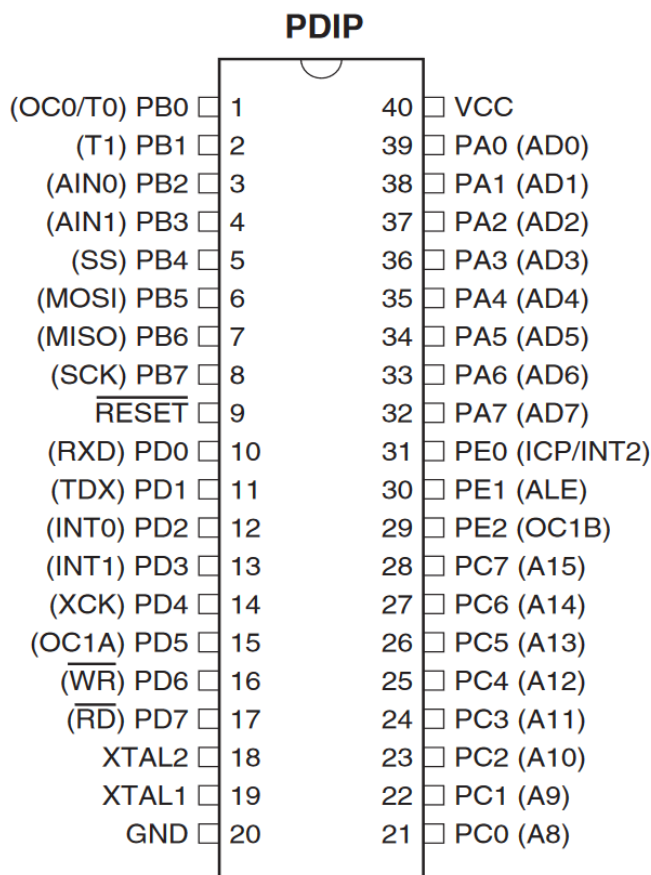 PDIP
(OC0/T0) PB0 1 40 VCC
(T1) PB1 2 39 PA0 (AD0)
(AIN0) PB2 3 38 PA1 (AD1)
(AIN1) PB3 4 37 PA2 (AD2)
(SS) PB4 5 36 PA3 (AD3)
(MOSI) PB5 6 35 PA4 (AD4)
(MISO) PB6 7 34 PA5 (AD5)
(SCK) PB7 8 33 PA6 (AD6)
R̅E̅S̅E̅T̅ 9 32 PA7 (AD7)
(RXD) PD0 10 31 PE0 (ICP/INT2)
(TDX) PD1 11 30 PE1 (ALE)
(INT0) PD2 12 29 PE2 (OC1B)
(INT1) PD3 13 28 PC7 (A15)
(XCK) PD4 14 27 PC6 (A14)
(OC1A) PD5 15 26 PC5 (A13)
(W̅R̅) PD6 16 25 PC4 (A12)
(R̅D̅) PD7 17 24 PC3 (A11)
XTAL2 18 23 PC2 (A10)
XTAL1 19 22 PC1 (A9)
GND 20 21 PC0 (A8)